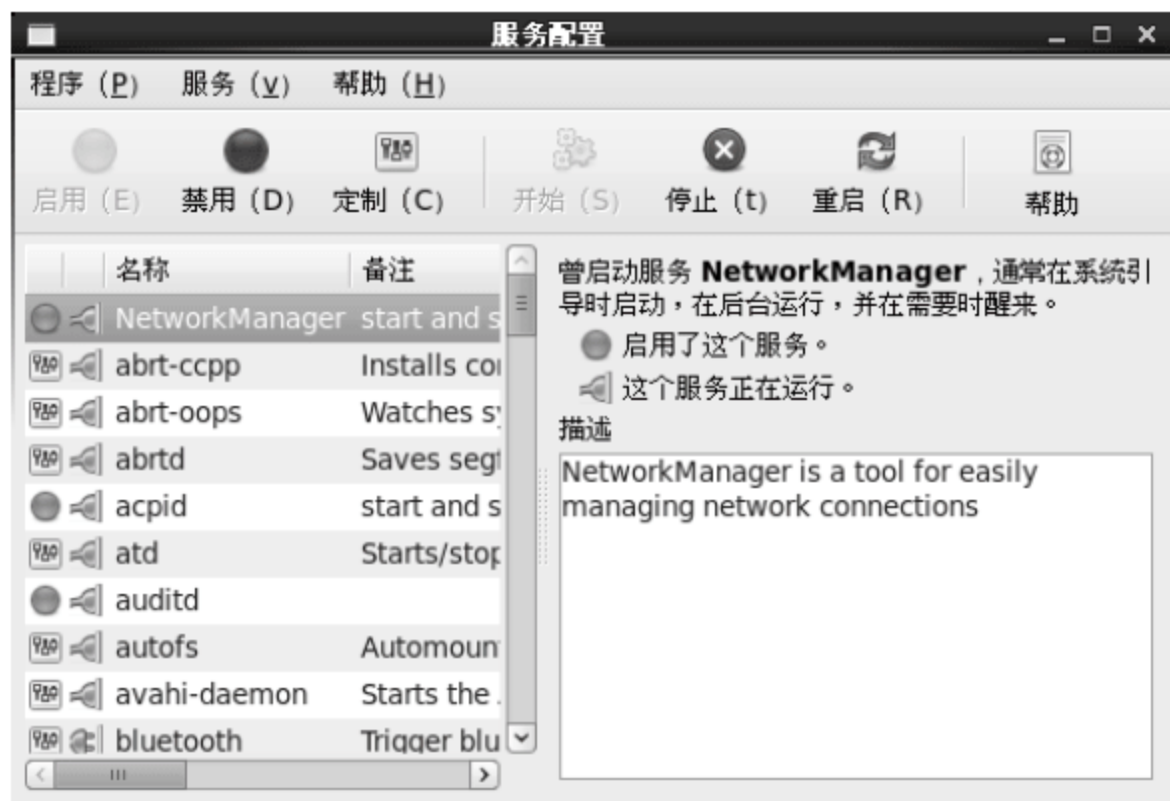 服务配置
程序 (P) 服务 (v) 帮助 (H)
启用 (E) 禁用 (D) 定制 (C) 开始 (S) 停止 (t) 重启 (R) 帮助
名称 备注
NetworkManager start and s
abrt-ccpp Installs co
abrt-oops Watches s
abrtd Saves seg
acpid start and s
atd Starts/stop
auditd
autofs Automoun
avahi-daemon Starts the
bluetooth Trigger blu
曾启动服务 NetworkManager，通常在系统引
导时启动，在后台运行，并在需要时醒来。
启用了这个服务。
这个服务正在运行。
描述
NetworkManager is a tool for easily
managing network connections